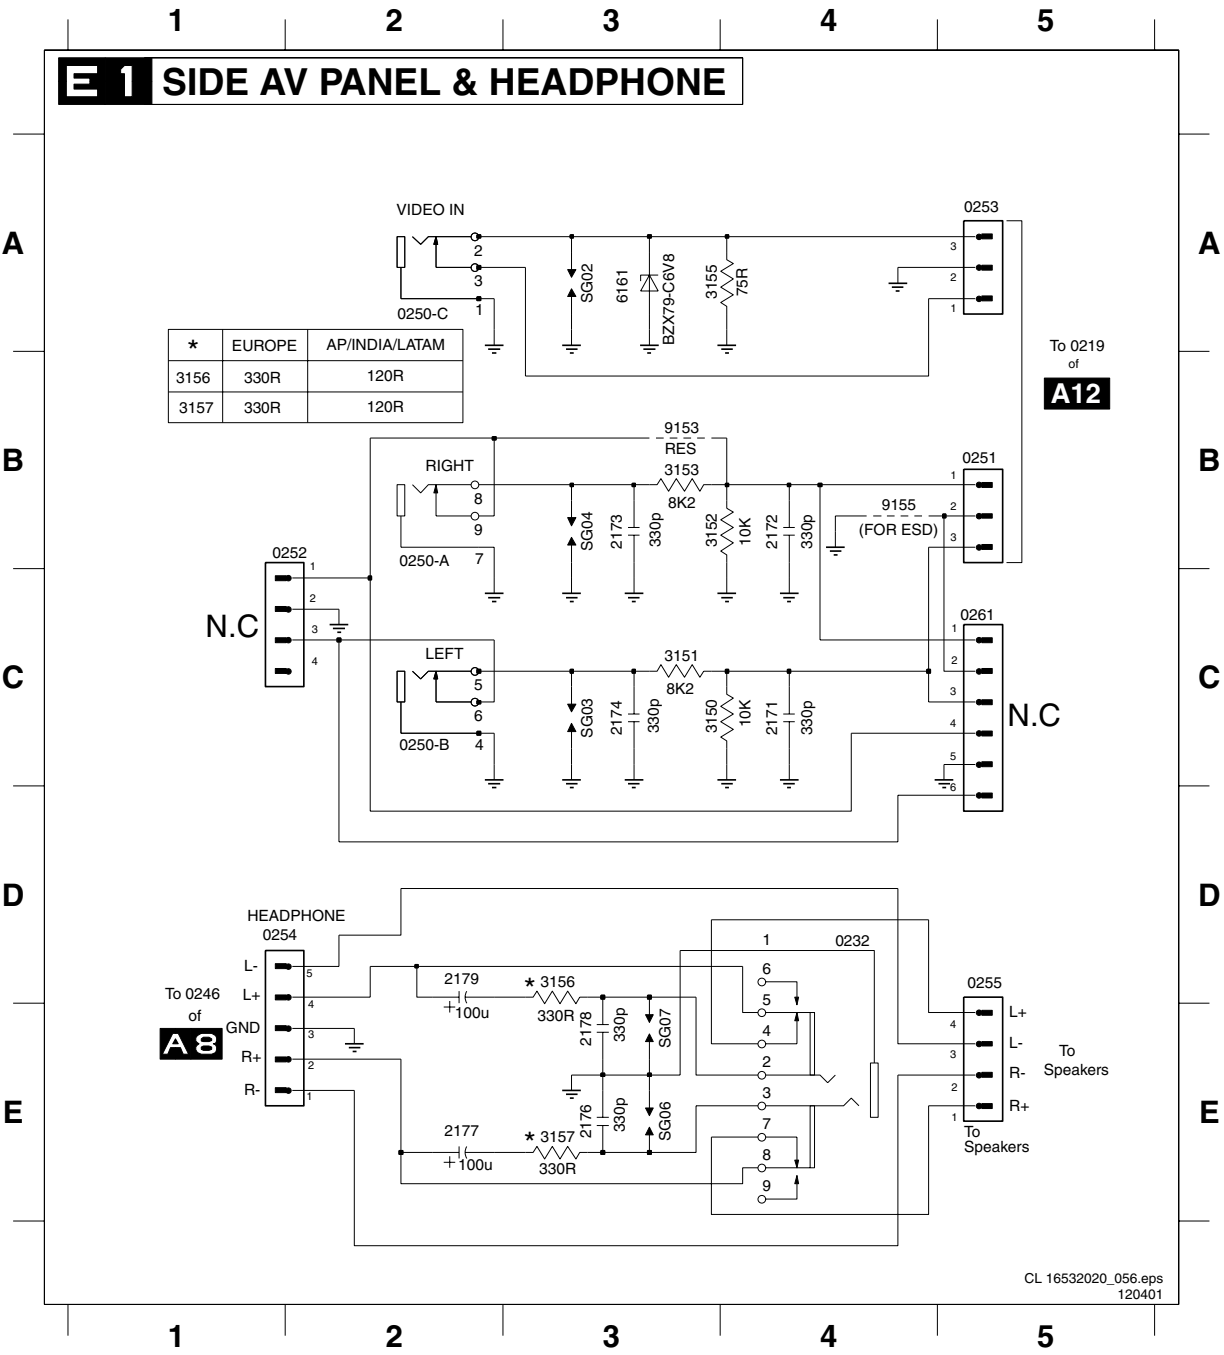 1 2 3 4 5
E 1 SIDE AV PANEL & HEADPHONE
A A
VIDEO IN
2
3
1
0250-C
SG02
6161
BZX79-C6V8
3155
75R
0253
3
2
1
* EUROPE AP/INDIA/LATAM
3156 330R 120R
3157 330R 120R
To 0219
of
A12
B B
9153
RES
RIGHT
8
9
7
0250-A
SG04
2173
330p
3153
8K2
3152
10K
2172
330p
9155
(FOR ESD)
0251
1
2
3
0252
1
2
3
4
N.C
C C
LEFT
5
6
4
0250-B
SG03
2174
330p
3151
8K2
3150
10K
2171
330p
0261
1
2
3
4
5
6
N.C
D D
HEADPHONE
0254
L- 5
L+ 4
GND 3
R+ 2
R- 1
To 0246
of
A8
2179
+100u
* 3156
330R
2178
330p
SG07
1
0232
6
5
4
2
3
7
8
9
2176
330p
SG06
2177
+100u
* 3157
330R
0255
4 L+
3 L-
2 R-
1 R+
To
Speakers
To
Speakers
E E
CL 16532020_056.eps
120401
1 2 3 4 5